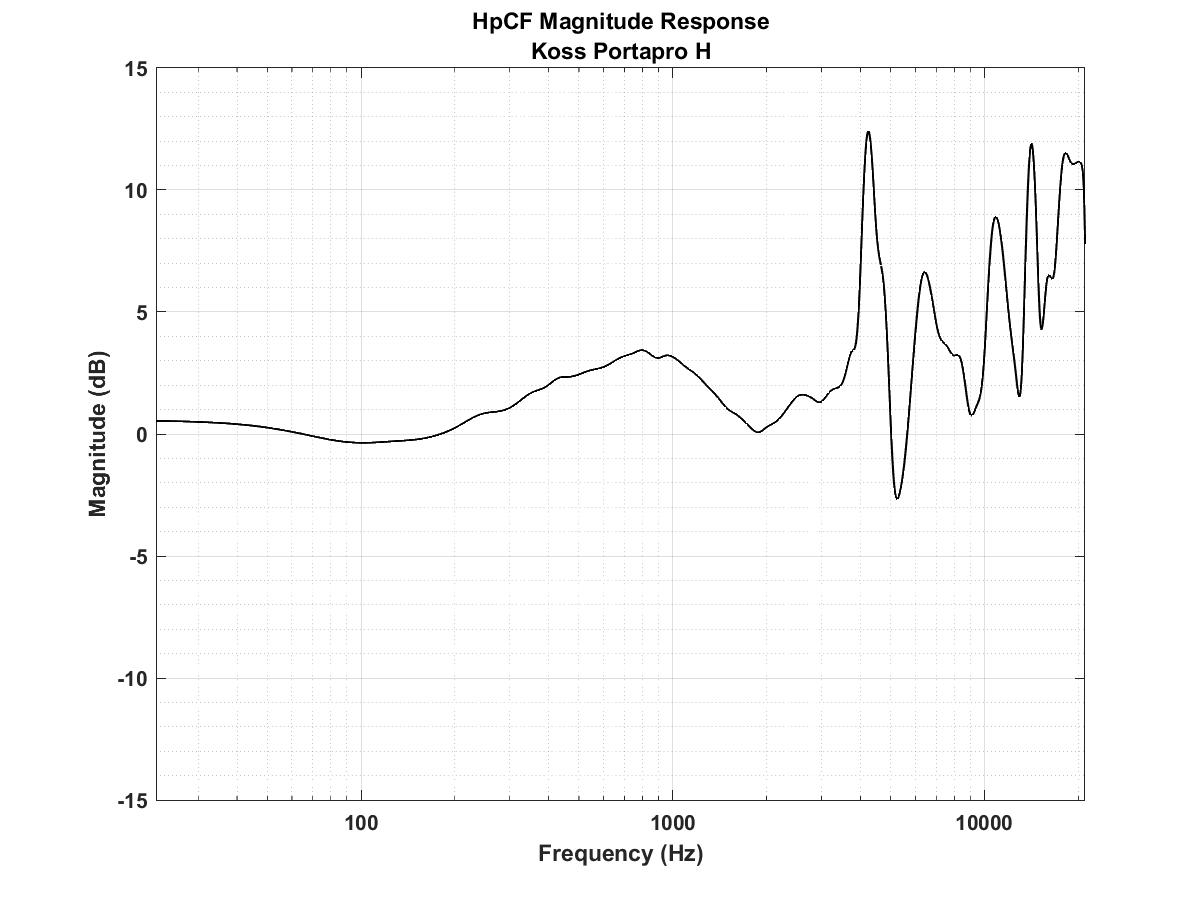 HpCF Magnitude Response
Koss Portapro H
15
10
5
0
-5
-10
-15
Magnitude (dB)
100
1000
10000
Frequency (Hz)